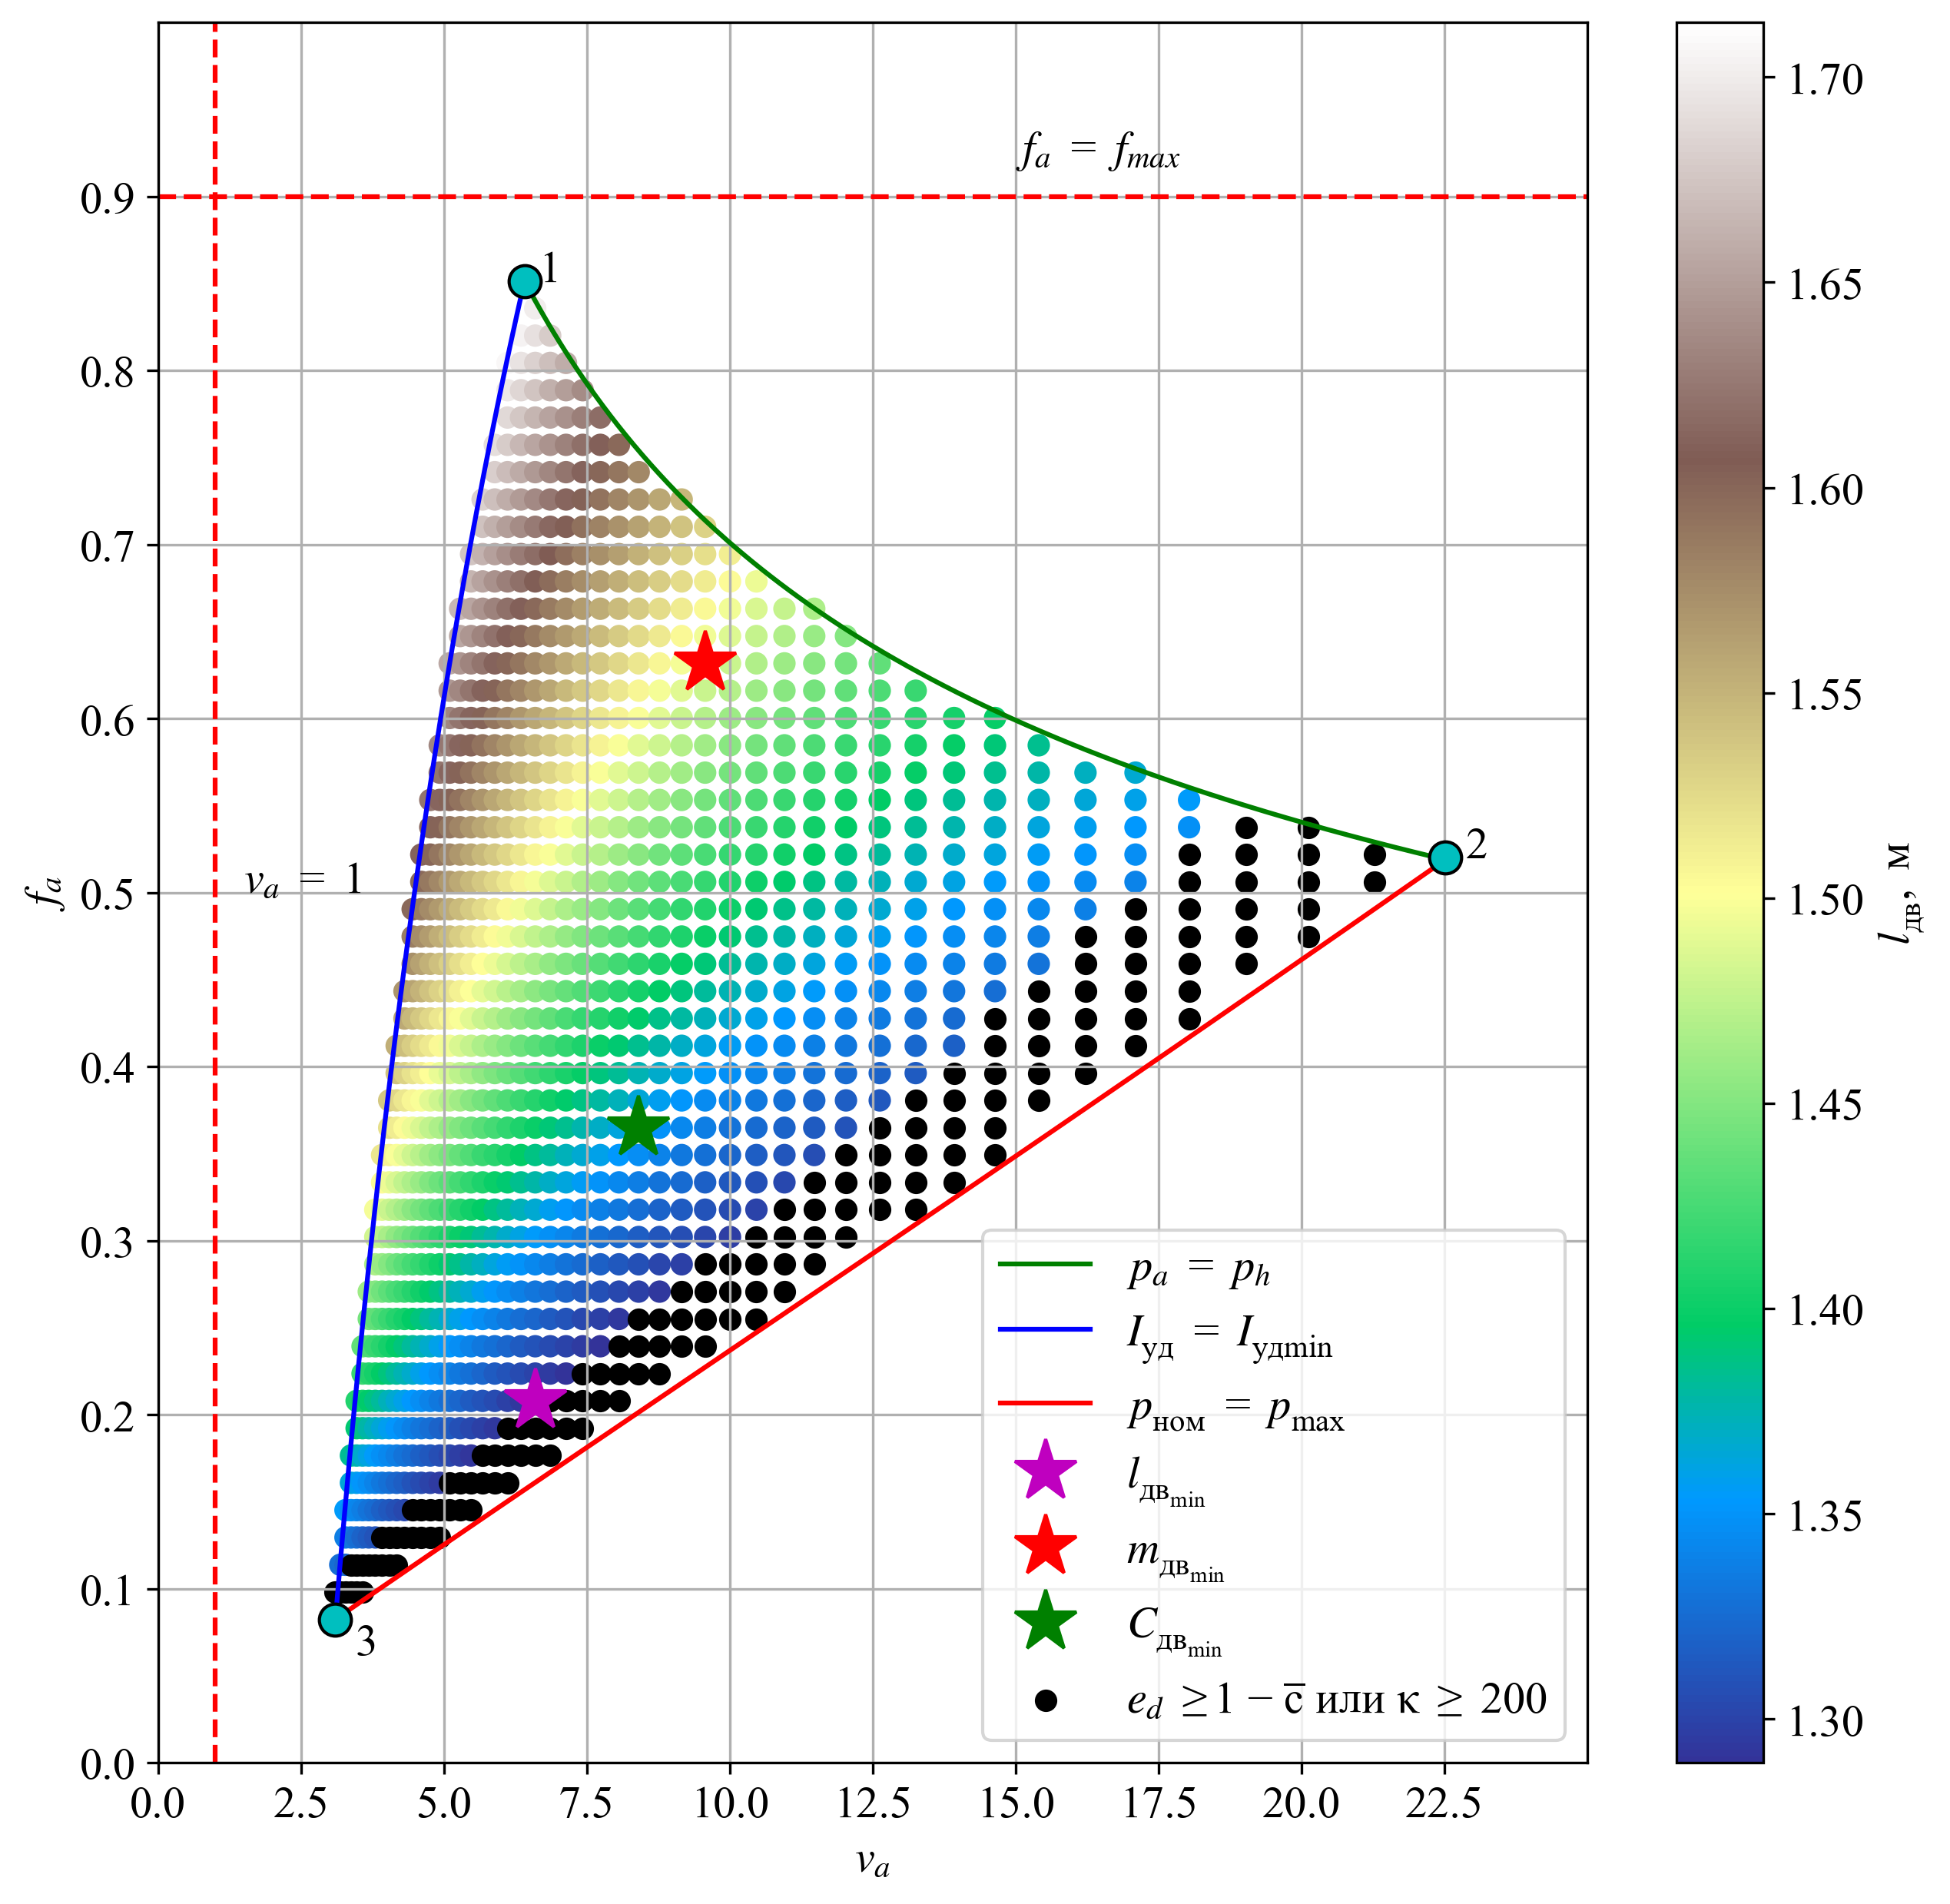 f_a = f_max
1
2
3
v_a = 1
f_a
0.9
0.8
0.7
0.6
0.5
0.4
0.3
0.2
0.1
0.0
0.0 2.5 5.0 7.5 10.0 12.5 15.0 17.5 20.0 22.5
v_a
p_a = p_h
I_уд = I_удmin
p_ном = p_max
l_дв_min
m_дв_min
C_дв_min
e_d ≥1 − c̅ или к ≥ 200
1.70
1.65
1.60
1.55
1.50
1.45
1.40
1.35
1.30
l_дв, м